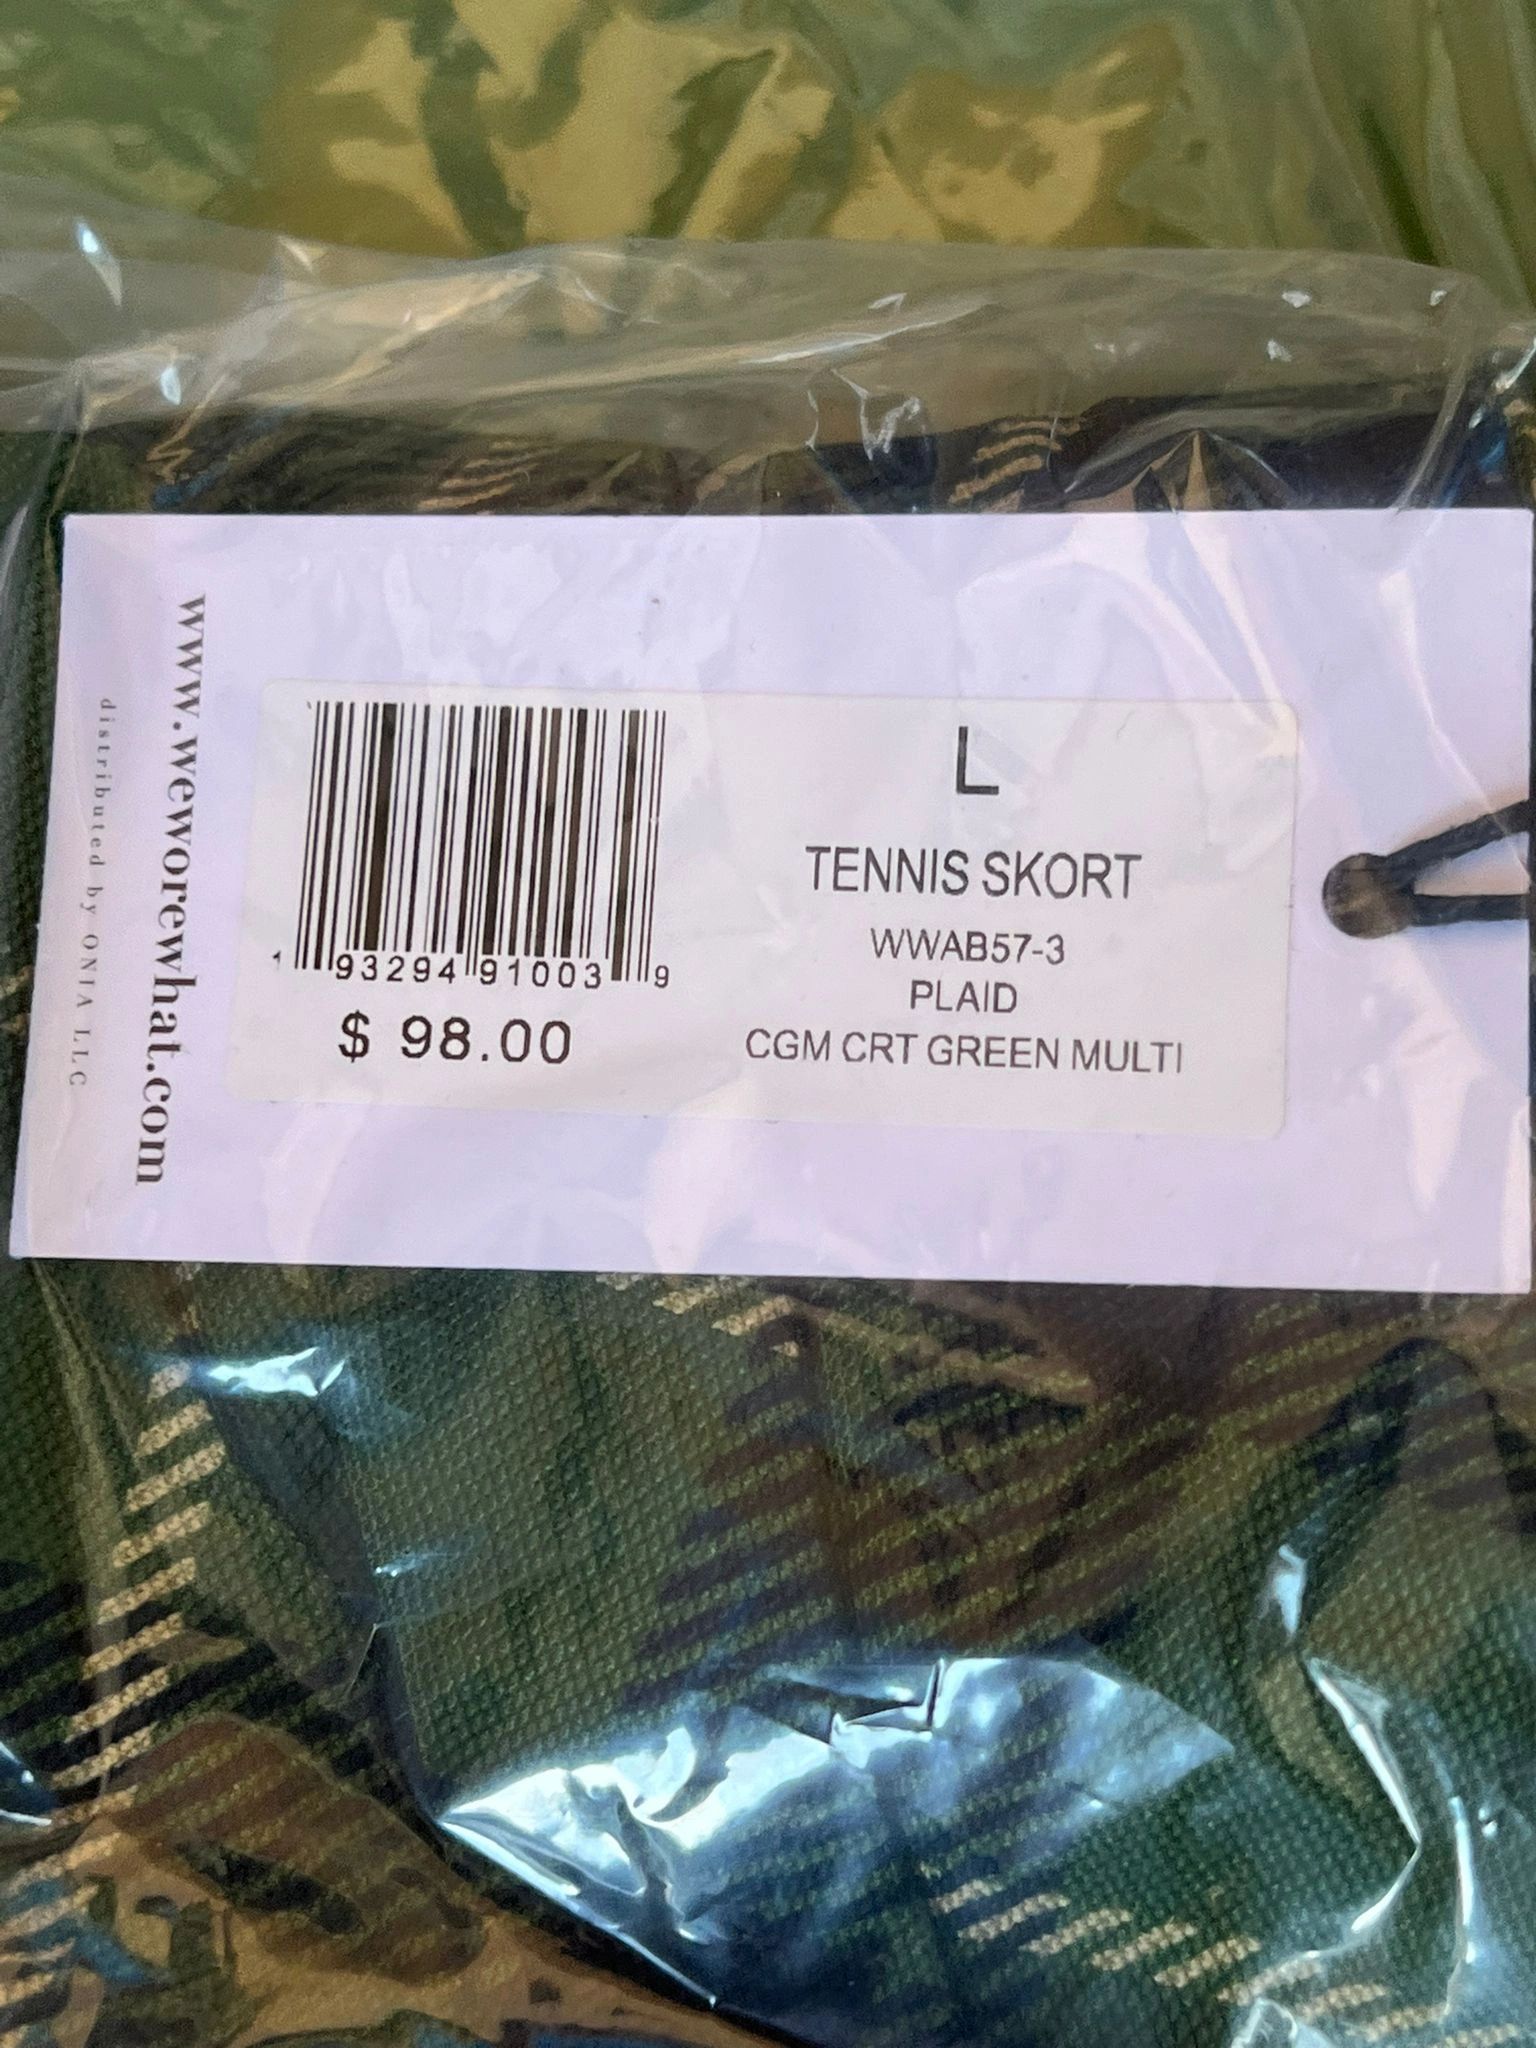 www.weworewhat.com
distributed by ONIA LLC
L
TENNIS SKORT
WWAB57-3
PLAID
CGM CRT GREEN MULTI
1 93294 91003 9
$ 98.00